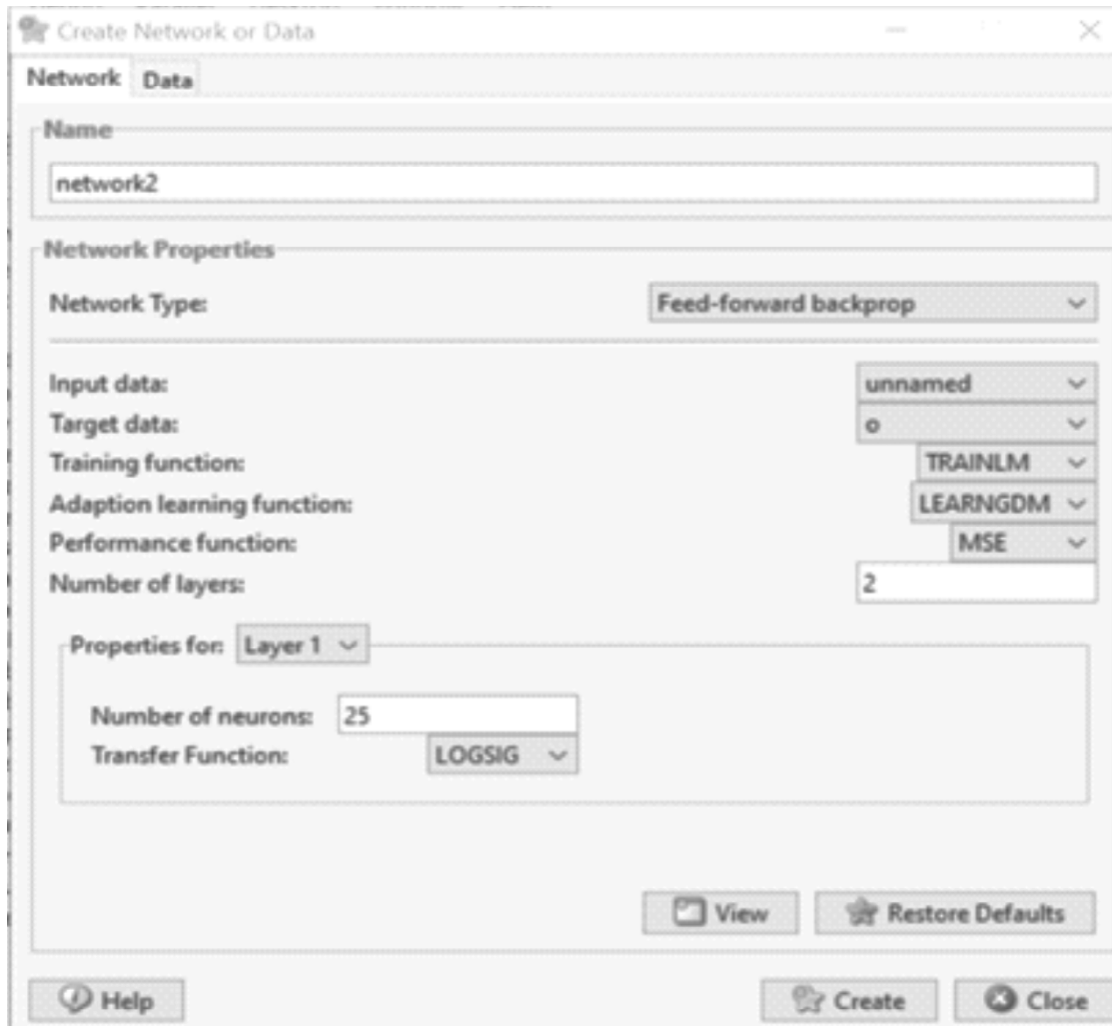 Create Network or Data
Network Data
Name
network2
Network Properties
Network Type: Feed-forward backprop
Input data: unnamed
Target data: o
Training function: TRAINLM
Adaption learning function: LEARNGDM
Performance function: MSE
Number of layers: 2
Properties for: Layer 1
Number of neurons: 25
Transfer Function: LOGSIG
View Restore Defaults
Help Create Close